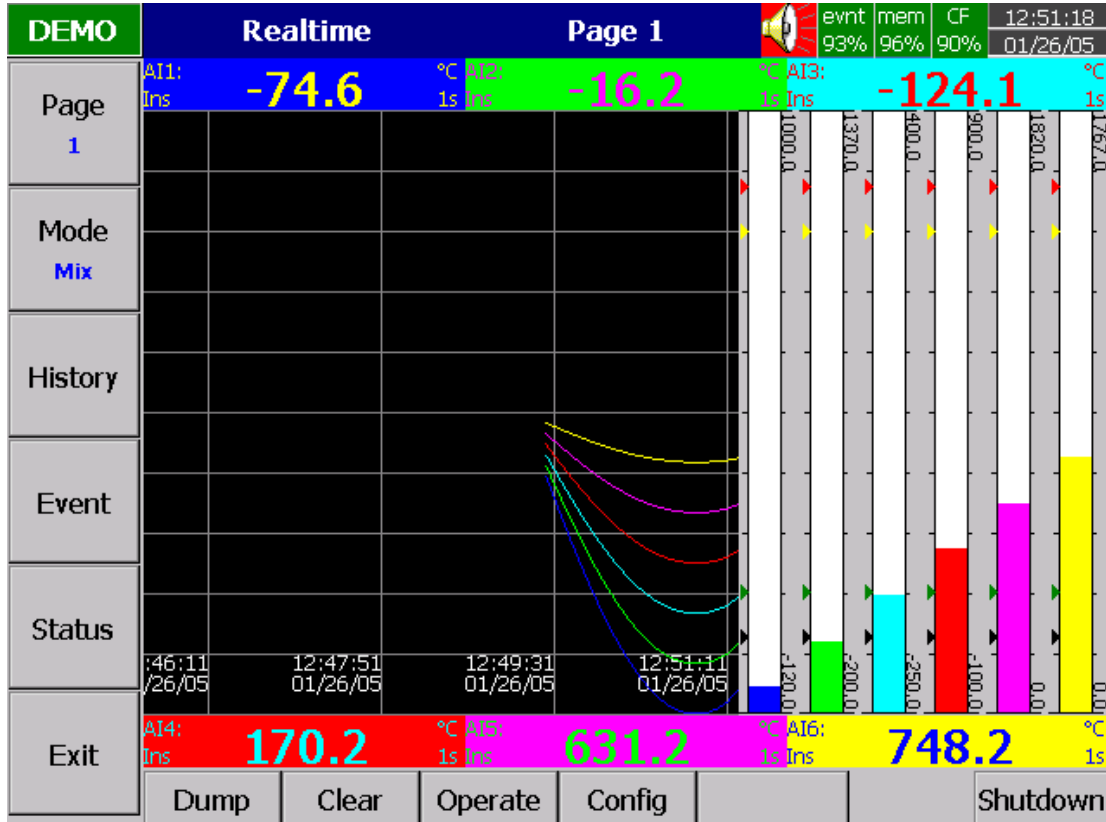 DEMO Realtime Page 1 evnt mem CF 12:51:18
93% 96% 90% 01/26/05
Page
1
Mode
Mix
History
Event
Status
Exit
AI1: -74.6 °C
Ins 1s
AI2: -16.2 °C
Ins 1s
AI3: -124.1 °C
Ins 1s
1000.0 1370.0 400.0 900.0 1820.0 1767.0
:46:11 12:47:51 12:49:31 12:51:11
/26/05 01/26/05 01/26/05 01/26/05
-120.0 -200.0 -250.0 -100.0 0.0 0.0
AI4: 170.2 °C
Ins 1s
AI5: 631.2 °C
Ins 1s
AI6: 748.2 °C
Ins 1s
Dump Clear Operate Config Shutdown